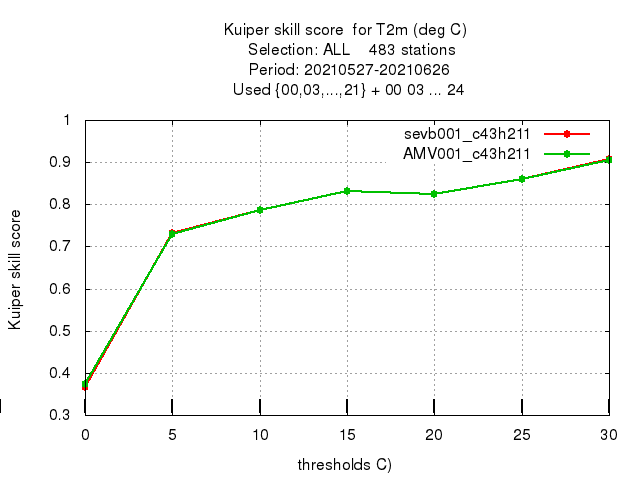 Kuiper skill score  for T2m (deg C)
Selection: ALL    483 stations
Period: 20210527-20210626
Used {00,03,...,21} + 00 03 ... 24
sevb001_c43h211
AMV001_c43h211
1
0.9
0.8
0.7
0.6
0.5
0.4
0.3
Kuiper skill score
0 5 10 15 20 25 30
thresholds C)